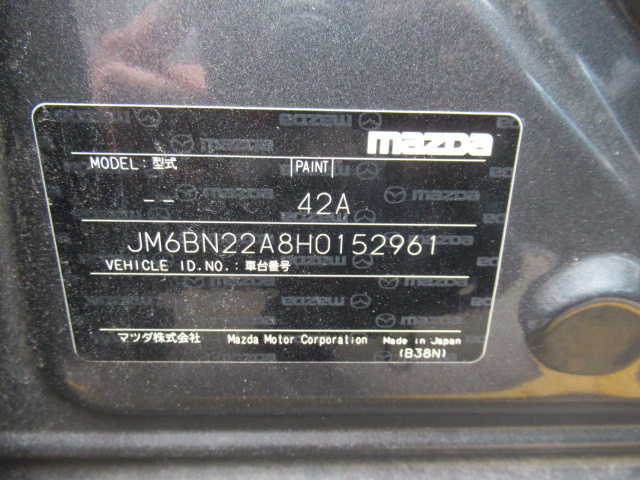 mazda
MODEL:型式 PAINT
-- 42A
JM6BN22A8H0152961
VEHICLE ID.NO.:車台番号
マツダ株式会社 Mazda Motor Corporation Made in Japan
(B38N)